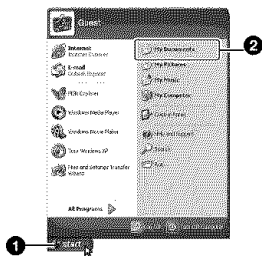 Guest
Internet
Internet Explorer
E-mail
Outlook Express
MSN Explorer
Windows Media Player
Windows Movie Maker
Tour Windows XP
Files and Settings Transfer
Wizard
All Programs
My Documents
My Pictures
My Music
My Computer
Control Panel
Help and Support
Search
Run...
2
1
start